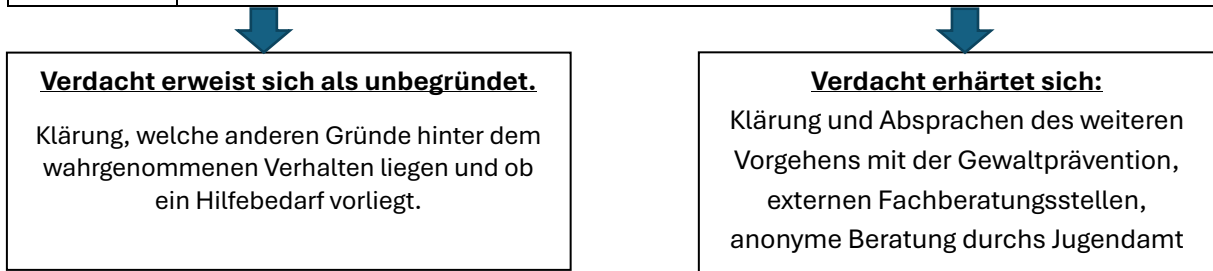 Verdacht erweist sich als unbegründet.
Klärung, welche anderen Gründe hinter dem
wahrgenommenen Verhalten liegen und ob
ein Hilfebedarf vorliegt.
Verdacht erhärtet sich:
Klärung und Absprachen des weiteren
Vorgehens mit der Gewaltprävention,
externen Fachberatungsstellen,
anonyme Beratung durchs Jugendamt